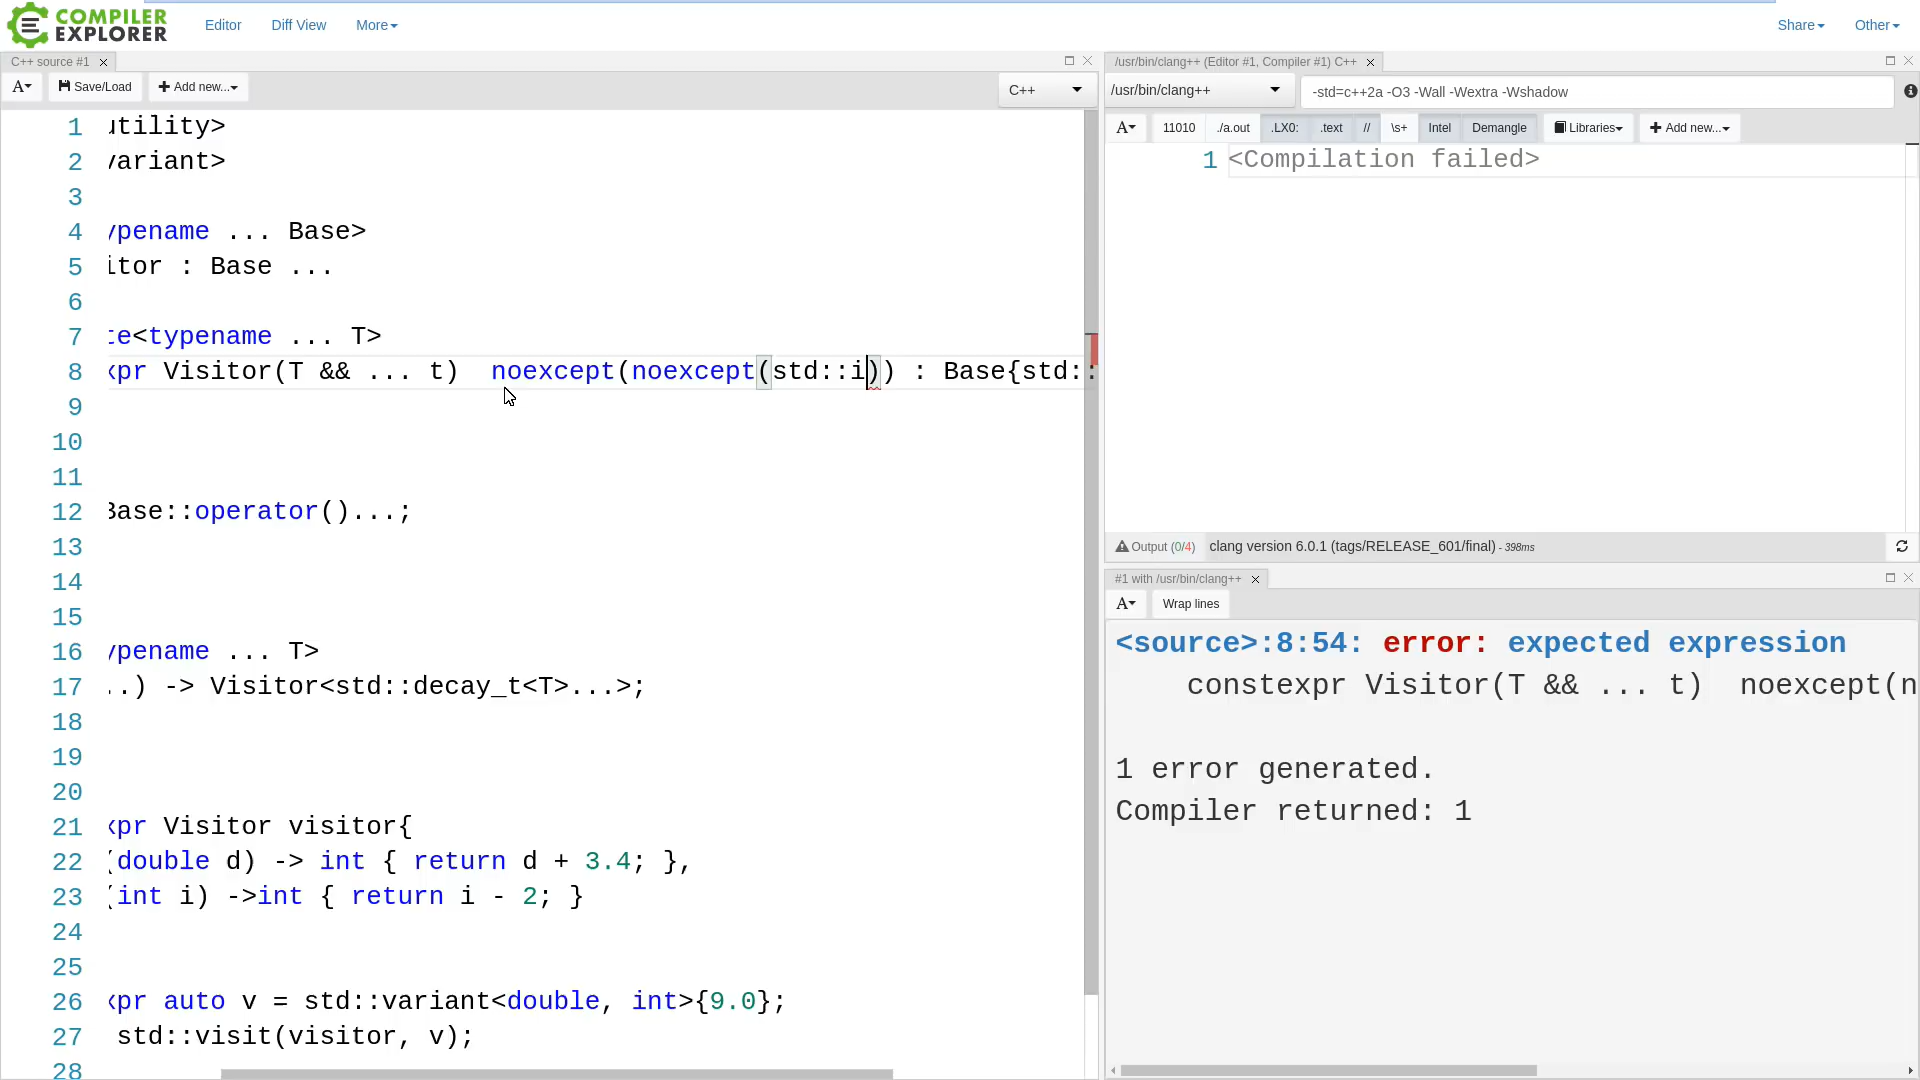 COMPILER
EXPLORER
Editor
Diff View
More
Share
Other
C++ source #1
A
Save/Load
Add new...
C++
1 utility>
2 variant>
3
4 ypename ... Base>
5 itor : Base ...
6
7 te<typename ... T>
8 xpr Visitor(T && ... t)  noexcept(noexcept(std::i)) : Base{std::
9
10
11
12 Base::operator()...;
13
14
15
16 ypename ... T>
17 ..) -> Visitor<std::decay_t<T>...>;
18
19
20
21 xpr Visitor visitor{
22 (double d) -> int { return d + 3.4; },
23 (int i) ->int { return i - 2; }
24
25
26 xpr auto v = std::variant<double, int>{9.0};
27 std::visit(visitor, v);
28
/usr/bin/clang++ (Editor #1, Compiler #1) C++
/usr/bin/clang++
-std=c++2a -O3 -Wall -Wextra -Wshadow
A
11010
./a.out
.LX0:
.text
//
\s+
Intel
Demangle
Libraries
Add new...
1 <Compilation failed>
Output (0/4) clang version 6.0.1 (tags/RELEASE_601/final) - 398ms
#1 with /usr/bin/clang++
A
Wrap lines
<source>:8:54: error: expected expression
constexpr Visitor(T && ... t)  noexcept(n
1 error generated.
Compiler returned: 1